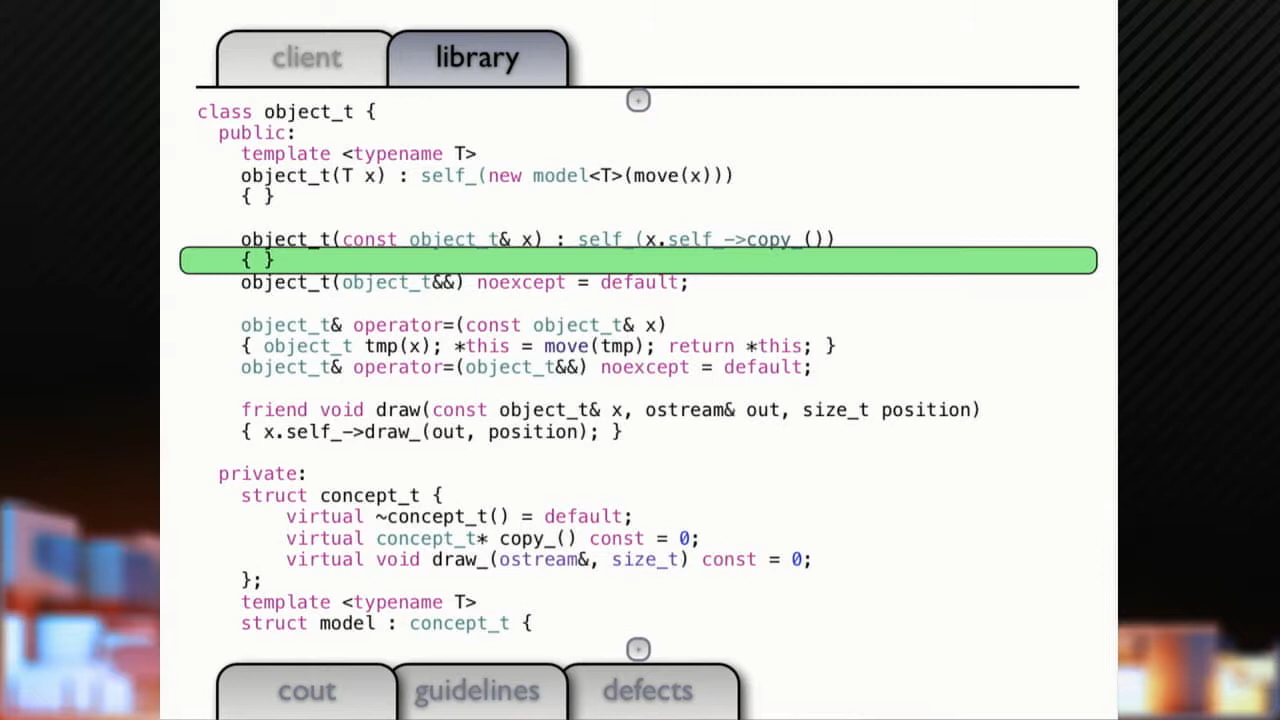 client library
class object_t {
public:
template <typename T>
object_t(T x) : self_(new model<T>(move(x)))
{ }
object_t(const object_t& x) : self_(x.self_->copy_())
{ }
object_t(object_t&&) noexcept = default;
object_t& operator=(const object_t& x)
{ object_t tmp(x); *this = move(tmp); return *this; }
object_t& operator=(object_t&&) noexcept = default;
friend void draw(const object_t& x, ostream& out, size_t position)
{ x.self_->draw_(out, position); }
private:
struct concept_t {
virtual ~concept_t() = default;
virtual concept_t* copy_() const = 0;
virtual void draw_(ostream&, size_t) const = 0;
};
template <typename T>
struct model : concept_t {
cout guidelines defects